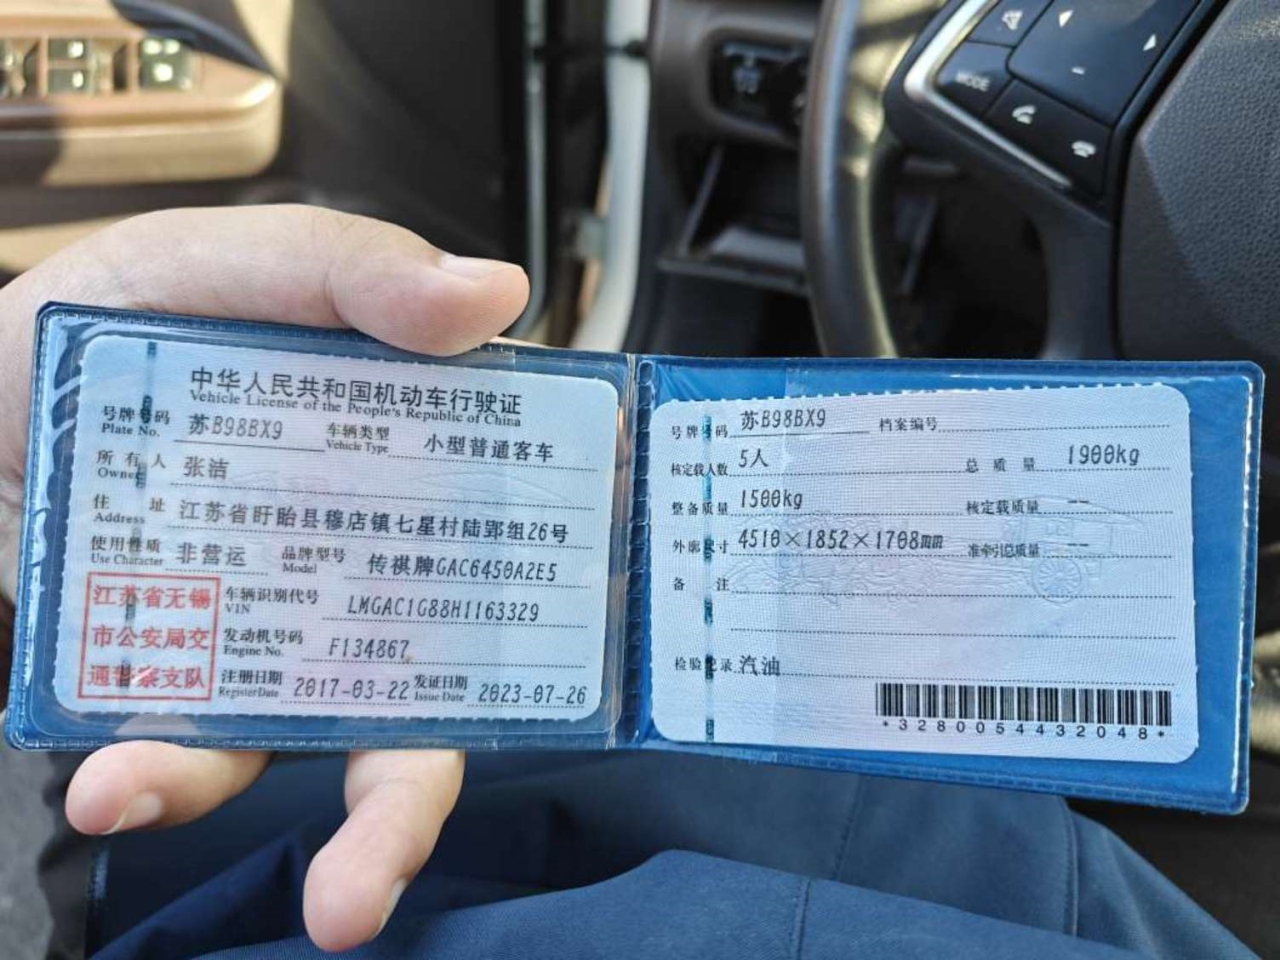 MODE
中华人民共和国机动车行驶证
Vehicle License of the People's Republic of China
号牌号码 苏B98BX9 车辆类型 小型普通客车
Plate No. Vehicle Type
所有人 张洁
Owner
住址 江苏省盱眙县穆店镇七星村陆郢组26号
Address
使用性质 非营运 品牌型号 传祺牌GAC6450A2E5
Use Character Model
江苏省无锡
市公安局交
通警察支队
车辆识别代号 LMGAC1G88H1163329
VIN
发动机号码 F134867
Engine No.
注册日期 2017-03-22 发证日期 2023-07-26
Register Date Issue Date
号牌号码 苏B98BX9 档案编号
核定载人数 5人 总质量 1900kg
整备质量 1500kg 核定载质量 --
外廓尺寸 4510×1852×1708mm 准牵引总质量 --
备注
检验记录 汽油
*3280054432048*